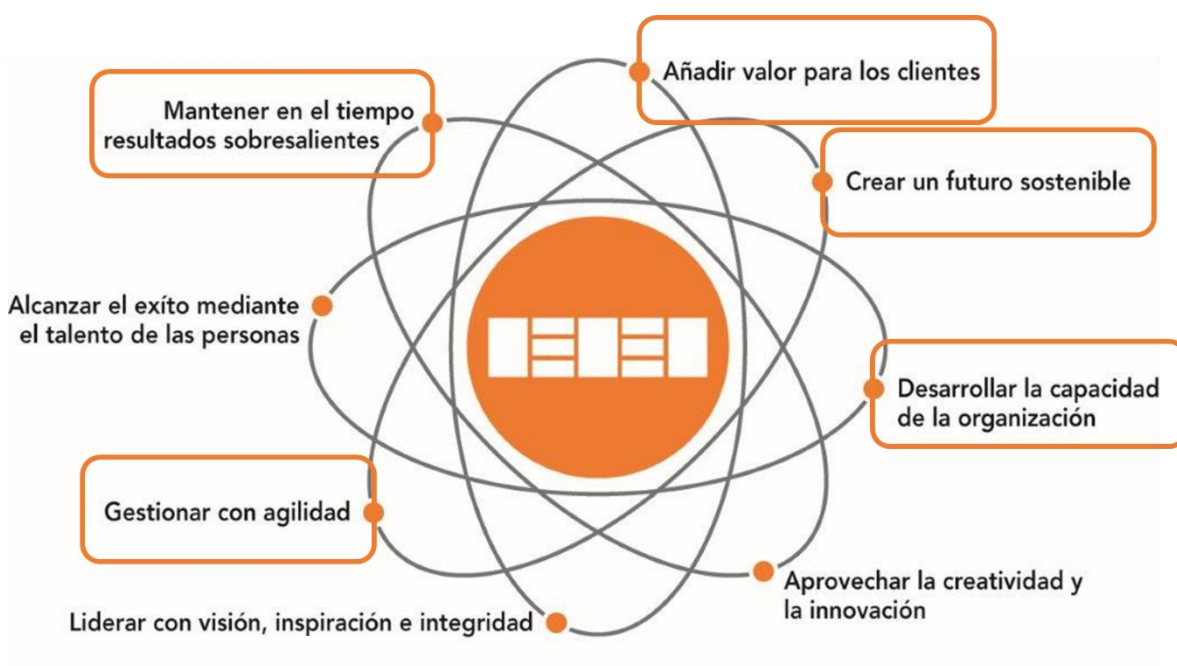 Añadir valor para los clientes
Mantener en el tiempo
resultados sobresalientes
Crear un futuro sostenible
Alcanzar el exíto mediante
el talento de las personas
Desarrollar la capacidad
de la organización
Gestionar con agilidad
Aprovechar la creatividad y
la innovación
Liderar con visión, inspiración e integridad